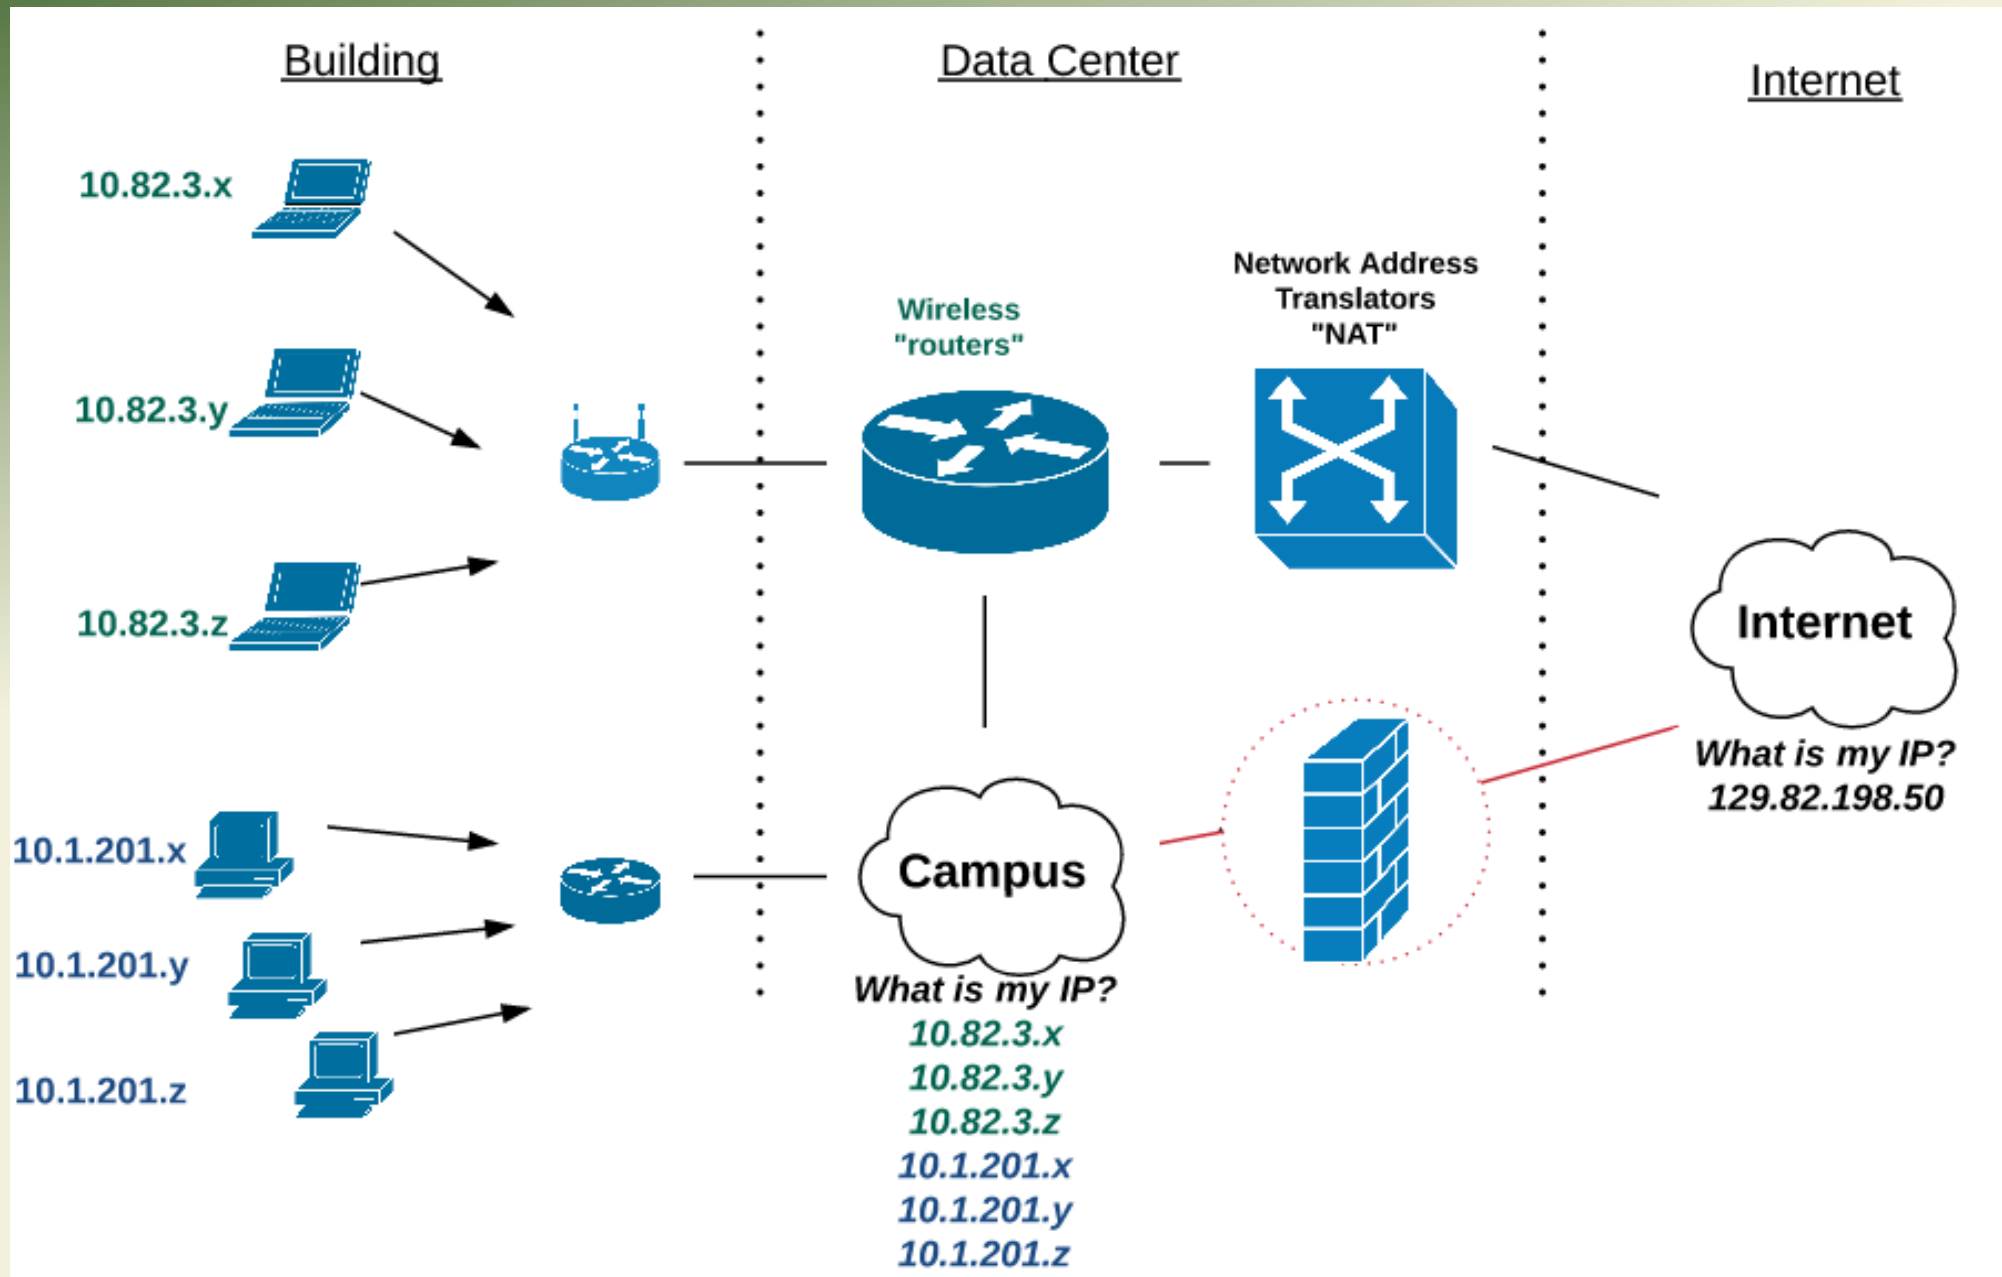 Building
Data Center
Internet
10.82.3.x
10.82.3.y
10.82.3.z
10.1.201.x
10.1.201.y
10.1.201.z
Wireless
"routers"
Network Address
Translators
"NAT"
Campus
What is my IP?
10.82.3.x
10.82.3.y
10.82.3.z
10.1.201.x
10.1.201.y
10.1.201.z
Internet
What is my IP?
129.82.198.50